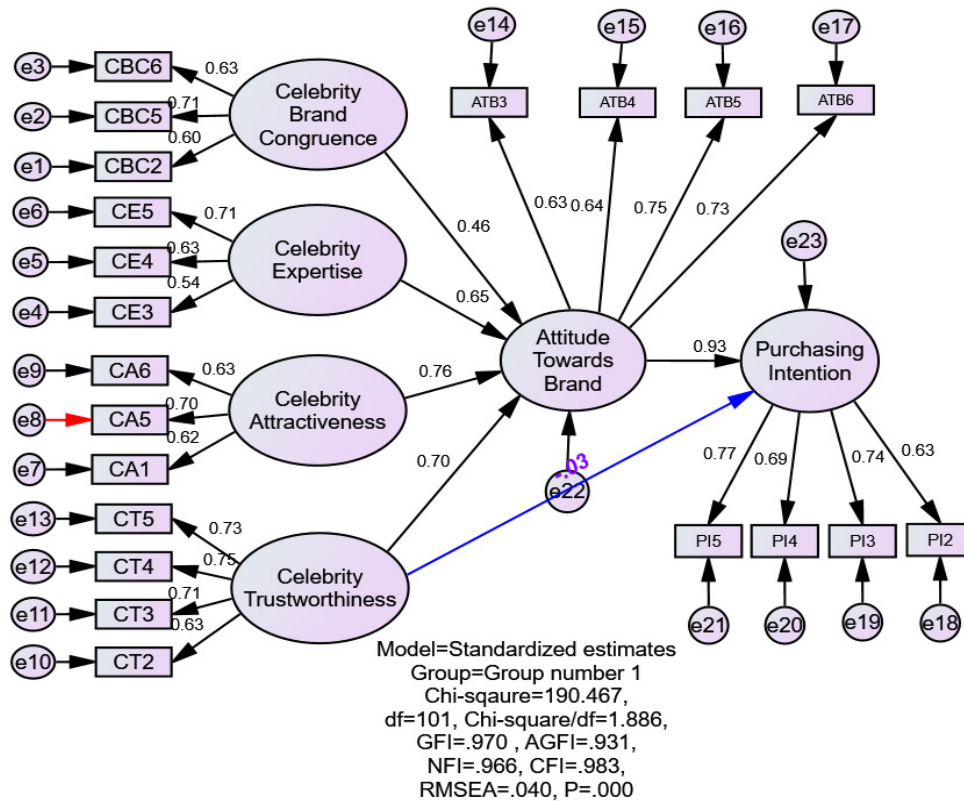 e14
e15
e16
e17
e3
CBC6
0.63
e2
CBC5
0.71
e1
CBC2
0.60
Celebrity
Brand
Congruence
ATB3
ATB4
ATB5
ATB6
e6
CE5
0.71
e5
CE4
0.63
e4
CE3
0.54
Celebrity
Expertise
0.46
0.65
0.63
0.64
0.75
0.73
e23
e9
CA6
0.63
e8
CA5
0.70
e7
CA1
0.62
Celebrity
Attractiveness
0.76
Attitude
Towards
Brand
0.93
Purchasing
Intention
0.70
-.03
e22
0.77
0.69
0.74
0.63
e13
CT5
0.73
e12
CT4
0.75
e11
CT3
0.71
e10
CT2
0.63
Celebrity
Trustworthiness
PI5
PI4
PI3
PI2
e21
e20
e19
e18
Model=Standardized estimates
Group=Group number 1
Chi-sqaure=190.467,
df=101, Chi-square/df=1.886,
GFI=.970 , AGFI=.931,
NFI=.966, CFI=.983,
RMSEA=.040, P=.000